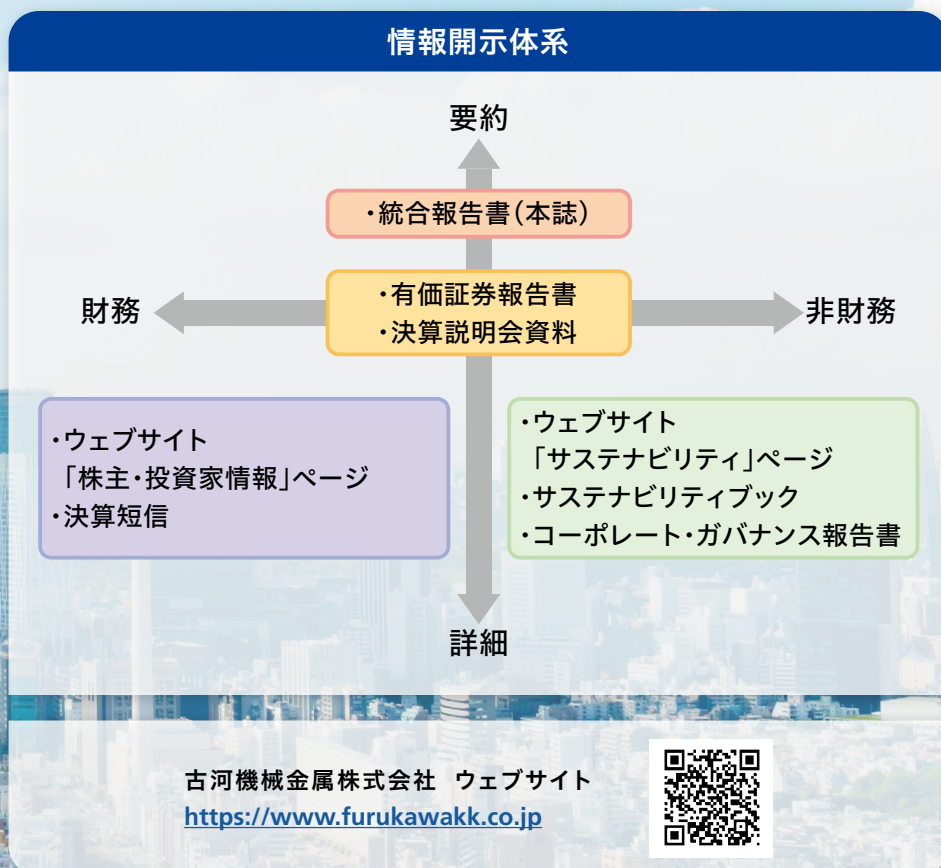 情報開示体系
要約
・統合報告書（本誌）
財務
・有価証券報告書
・決算説明会資料
非財務
・ウェブサイト
「株主・投資家情報」ページ
・決算短信
・ウェブサイト
「サステナビリティ」ページ
・サステナビリティブック
・コーポレート・ガバナンス報告書
詳細
古河機械金属株式会社 ウェブサイト
https://www.furukawakk.co.jp